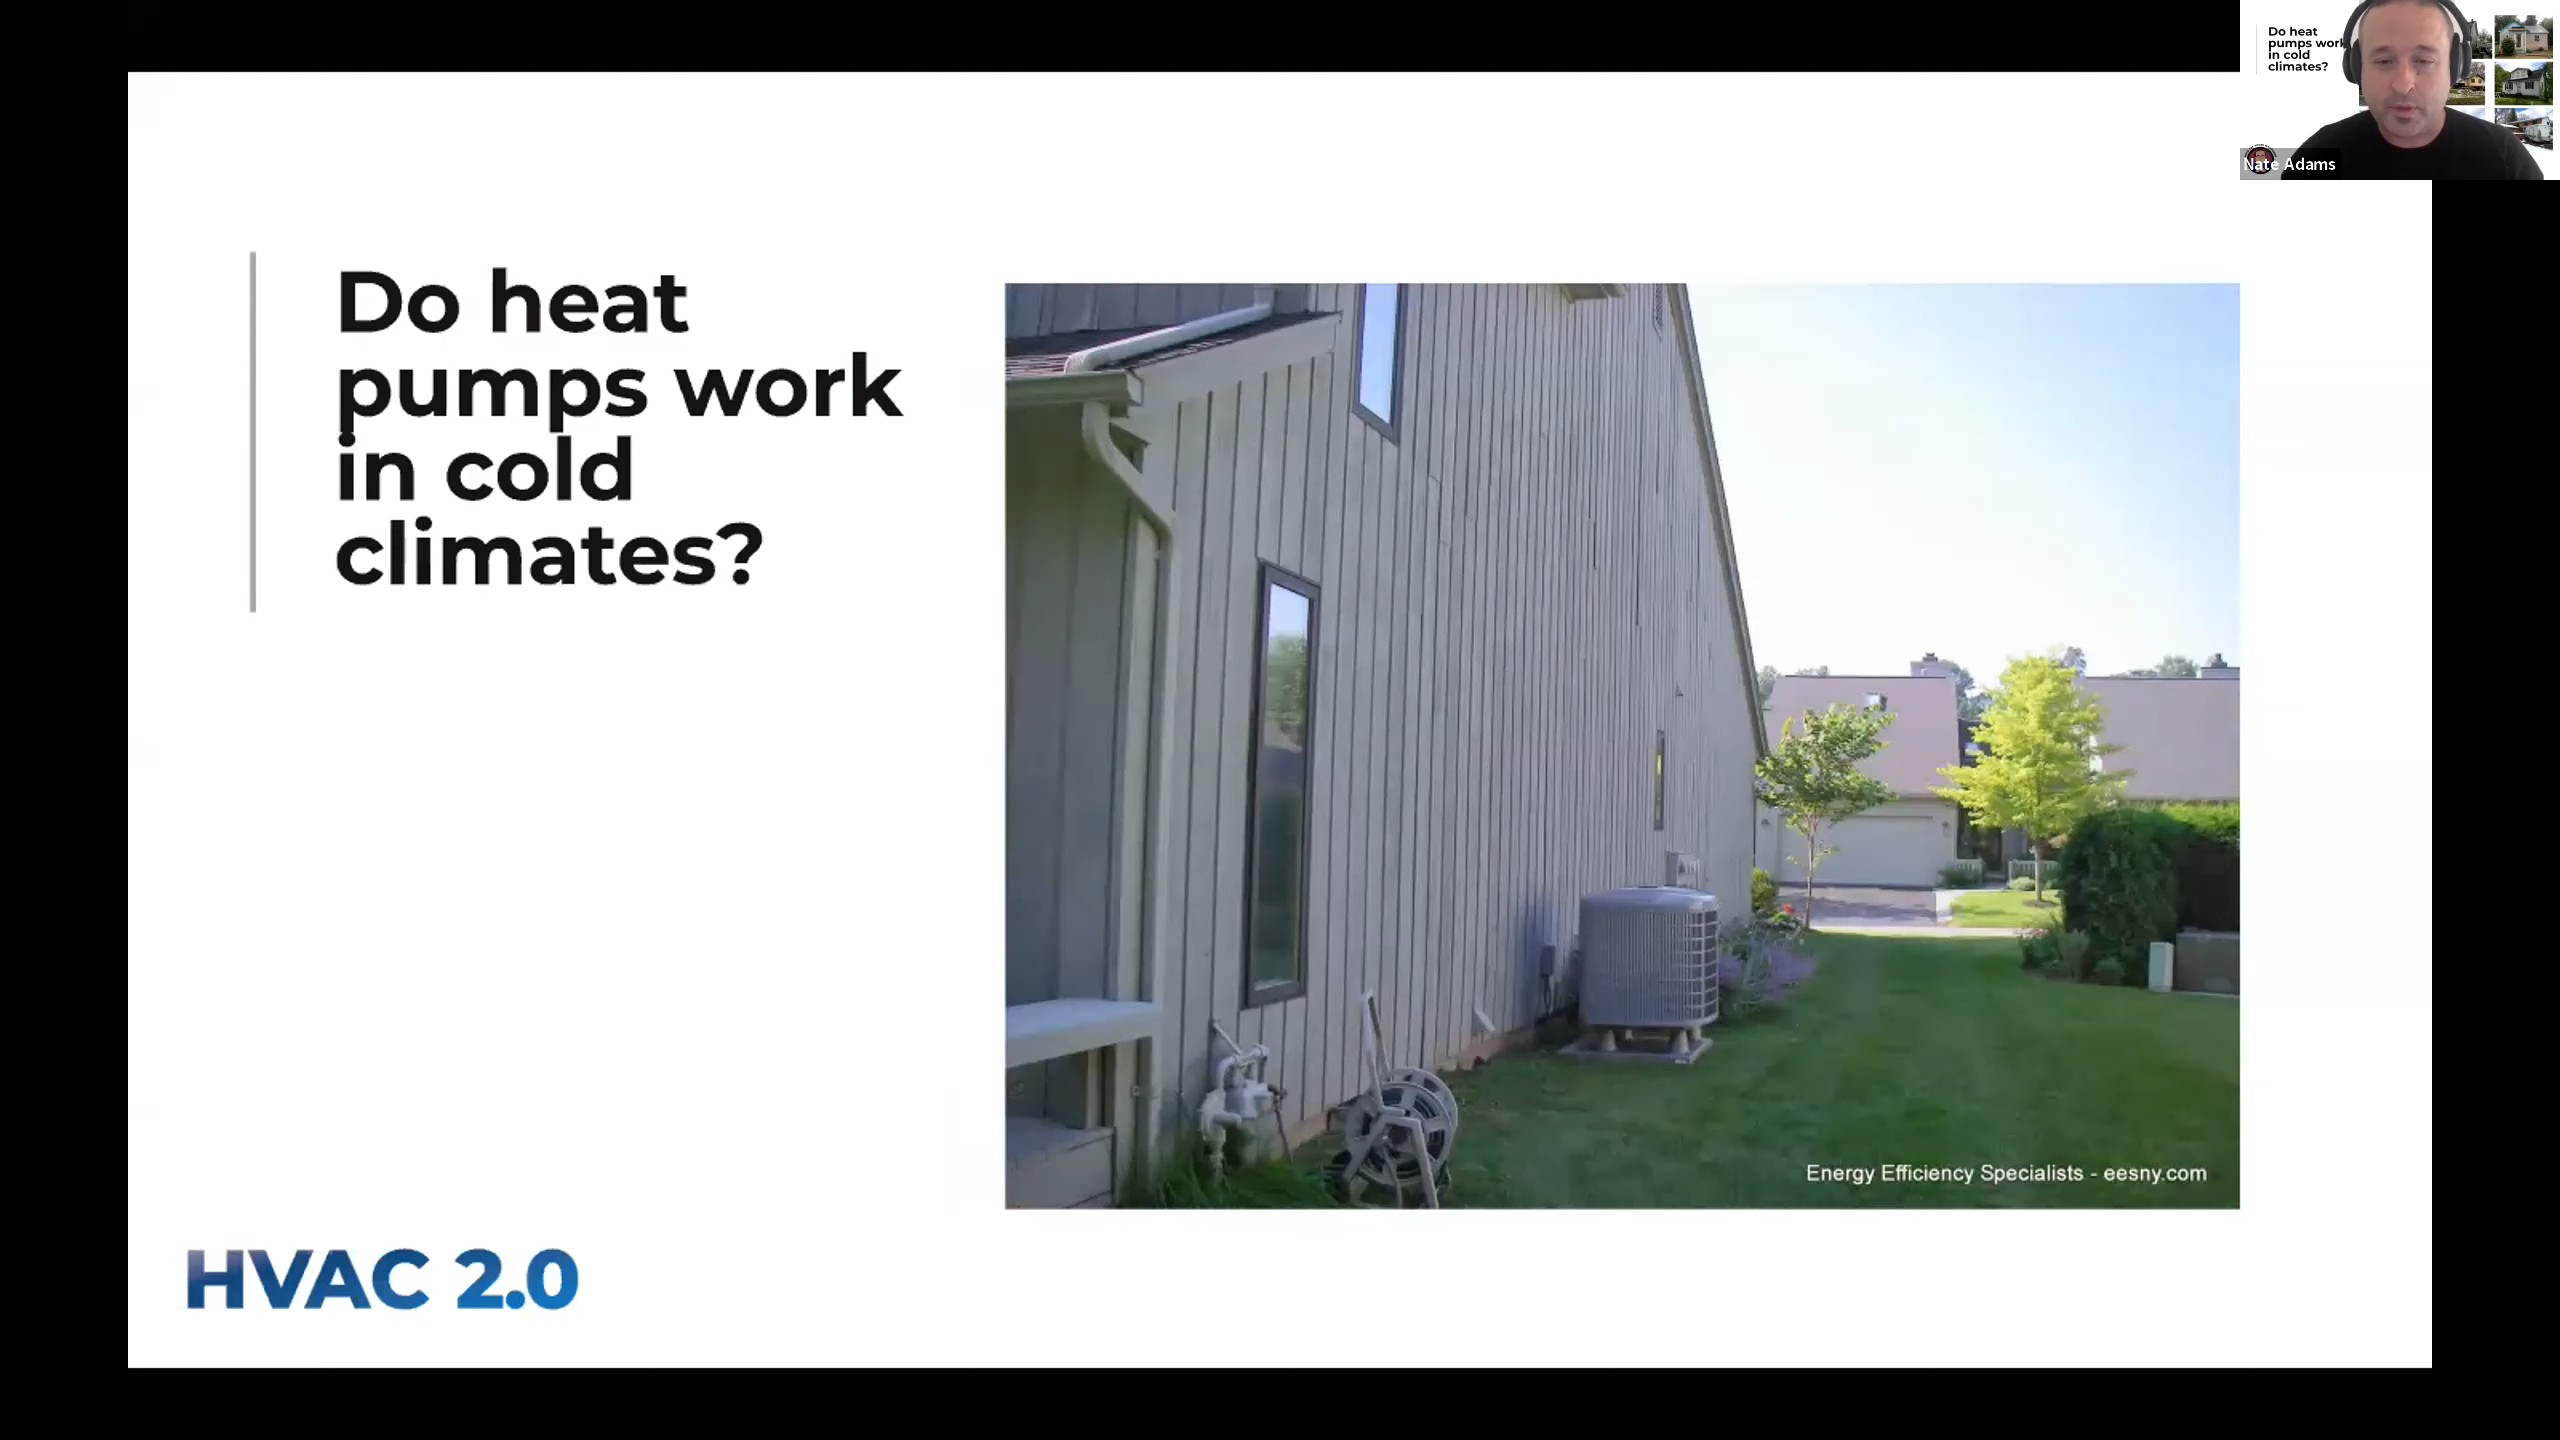 Do heat
pumps work
in cold
climates?
Energy Efficiency Specialists - eesny.com
HVAC 2.0
Do heat
pumps work
in cold
climates?
Nate Adams